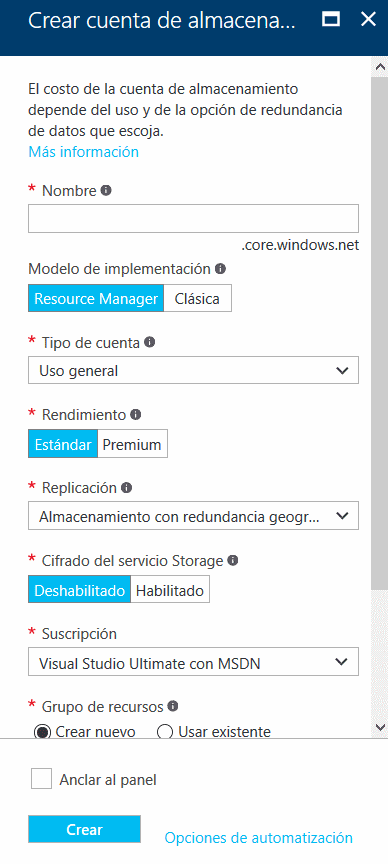 Crear cuenta de almacena...
El costo de la cuenta de almacenamiento
depende del uso y de la opción de redundancia
de datos que escoja.
Más información
* Nombre
.core.windows.net
Modelo de implementación
Resource Manager Clásica
* Tipo de cuenta
Uso general
* Rendimiento
Estándar Premium
* Replicación
Almacenamiento con redundancia geogr...
* Cifrado del servicio Storage
Deshabilitado Habilitado
* Suscripción
Visual Studio Ultimate con MSDN
* Grupo de recursos
Crear nuevo Usar existente
Anclar al panel
Crear Opciones de automatización